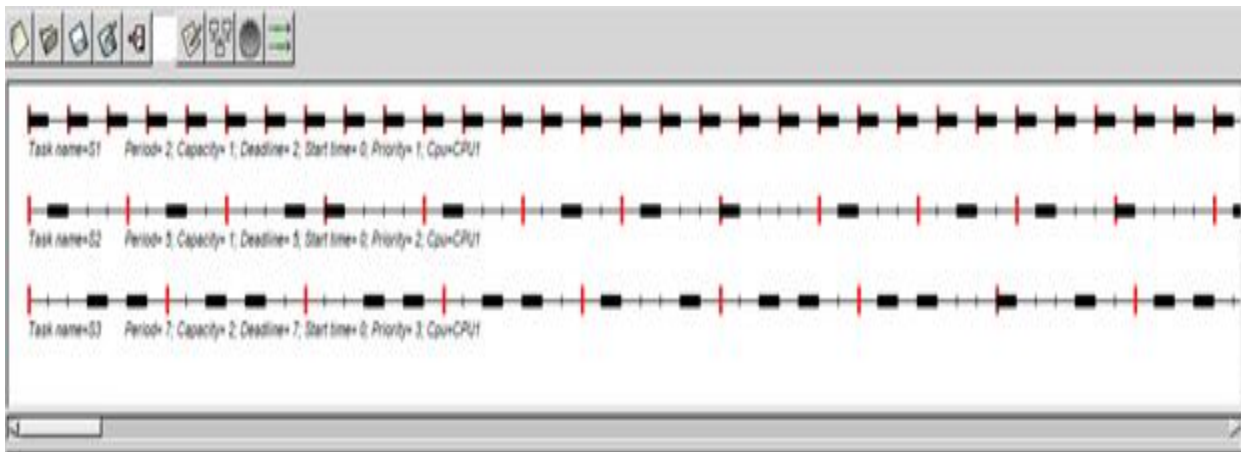 Task name=S1 Period= 2; Capacity= 1; Deadline= 2; Start time= 0; Priority= 1; Cpu=CPU1
Task name=S2 Period= 5; Capacity= 1; Deadline= 5; Start time= 0; Priority= 2; Cpu=CPU1
Task name=S3 Period= 7; Capacity= 2; Deadline= 7; Start time= 0; Priority= 3; Cpu=CPU1